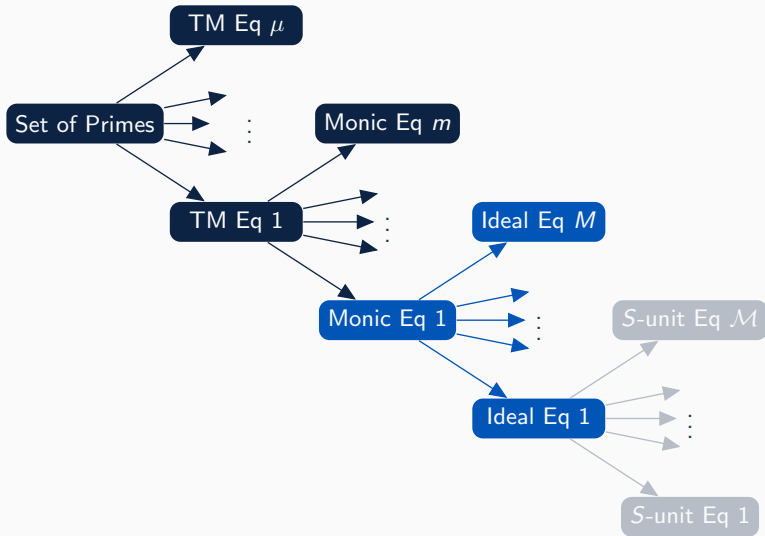 TM Eq μ
Set of Primes
⋮
Monic Eq m
TM Eq 1
⋮
Ideal Eq M
Monic Eq 1
⋮
S-unit Eq ℳ
Ideal Eq 1
⋮
S-unit Eq 1